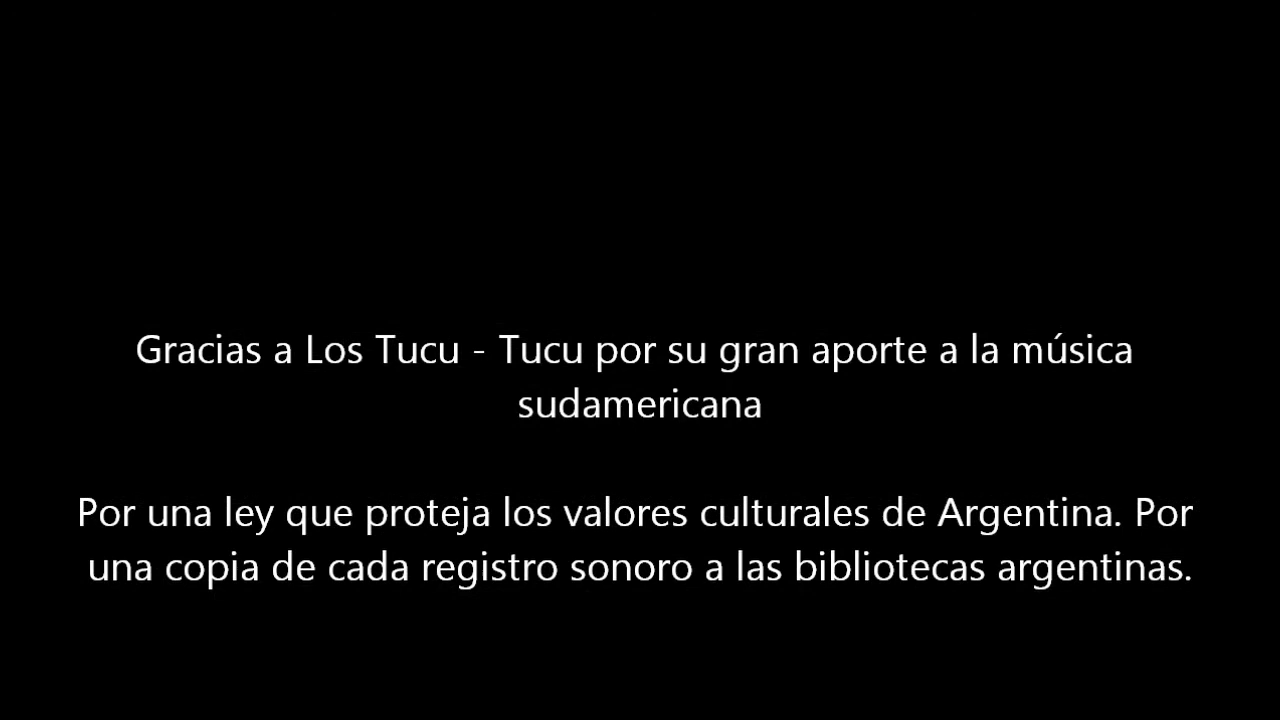 Gracias a Los Tucu - Tucu por su gran aporte a la música
sudamericana
Por una ley que proteja los valores culturales de Argentina. Por
una copia de cada registro sonoro a las bibliotecas argentinas.